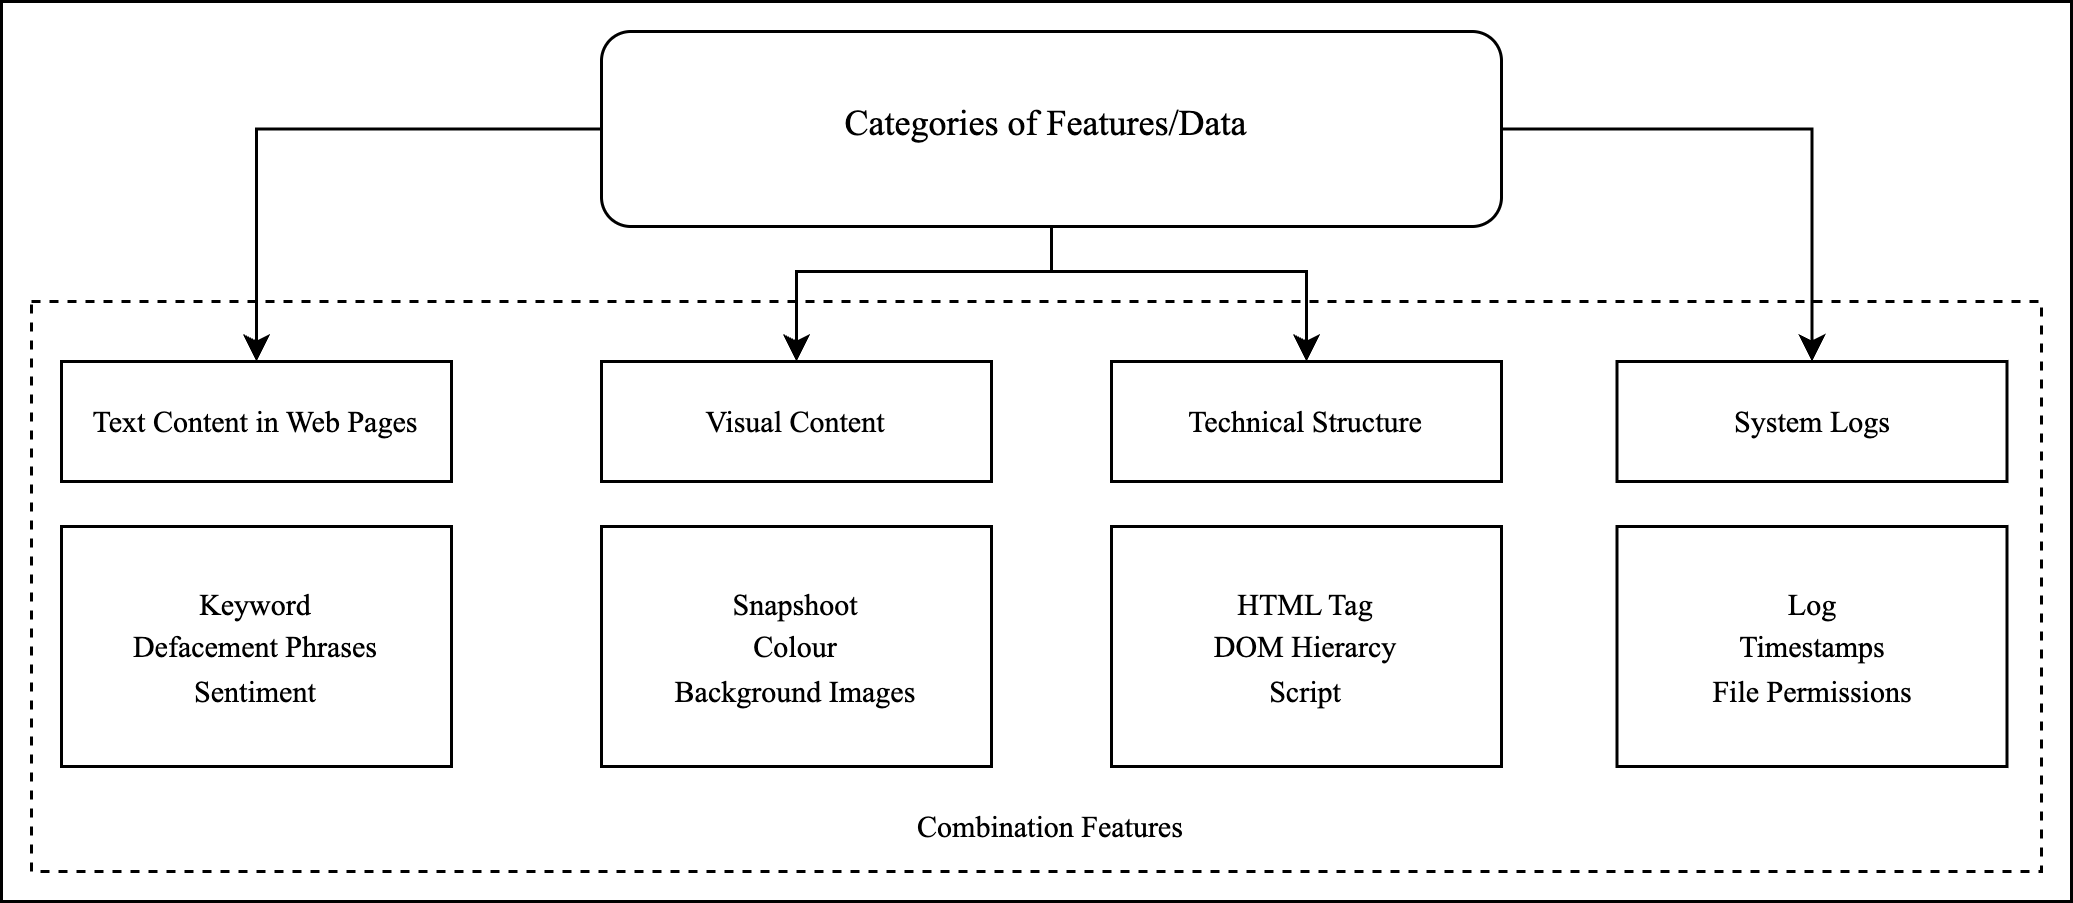 Categories of Features/Data
Text Content in Web Pages
Visual Content
Technical Structure
System Logs
Keyword
Defacement Phrases
Sentiment
Snapshoot
Colour
Background Images
HTML Tag
DOM Hierarcy
Script
Log
Timestamps
File Permissions
Combination Features